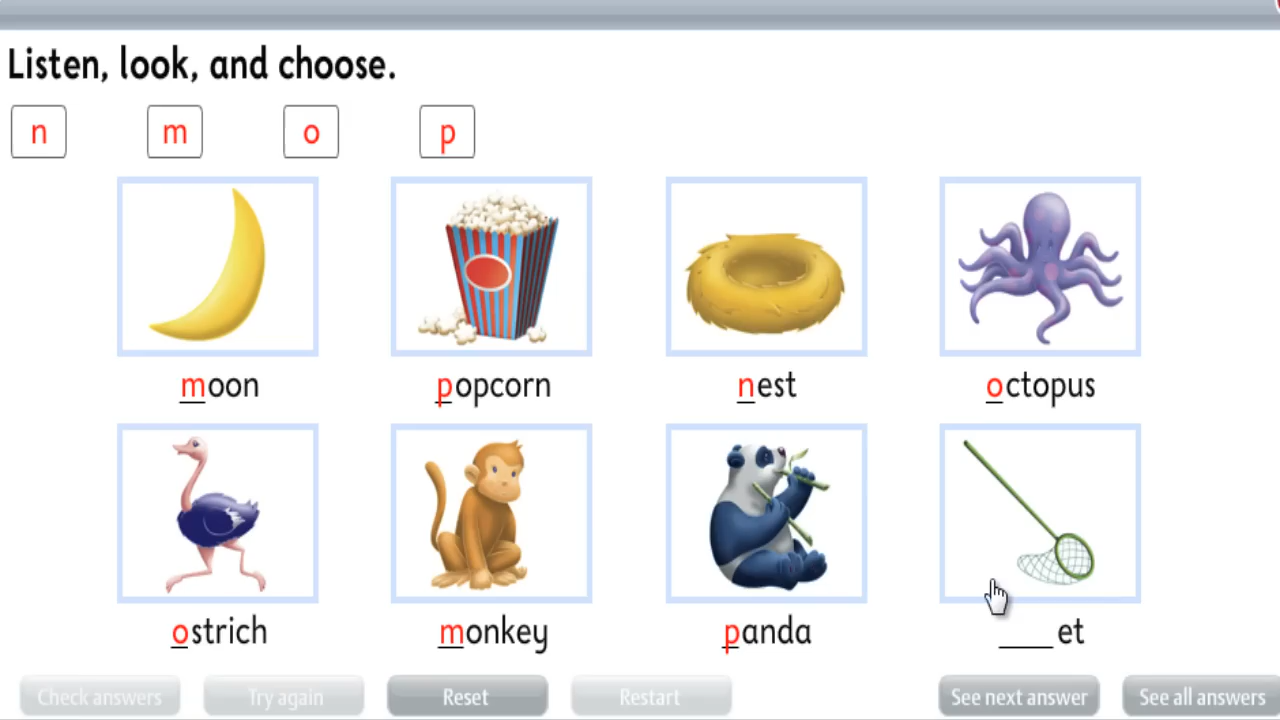 Listen, look, and choose.
n m o p
moon popcorn nest octopus
ostrich monkey panda ___et
Check answers Try again Reset Restart See next answer See all answers